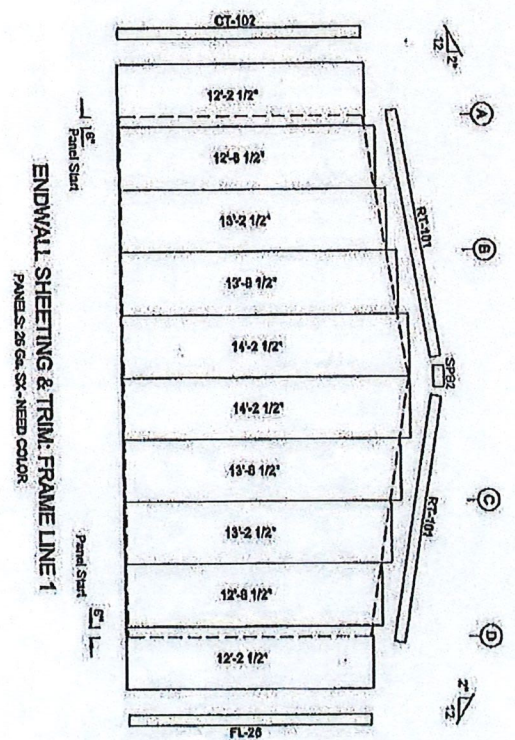 CT-102
2"
12
A
12'-2 1/2"
6"
Panel Start
12'-8 1/2"
RT-101
13'-2 1/2"
B
13'-8 1/2"
14'-2 1/2"
SP82
14'-2 1/2"
13'-8 1/2"
RT-101
C
13'-2 1/2"
12'-8 1/2"
Panel Start
6"
D
12'-2 1/2"
2"
12
FL-26
ENDWALL SHEETING & TRIM: FRAME LINE 1
PANELS: 26 Ga. SX - NEED COLOR